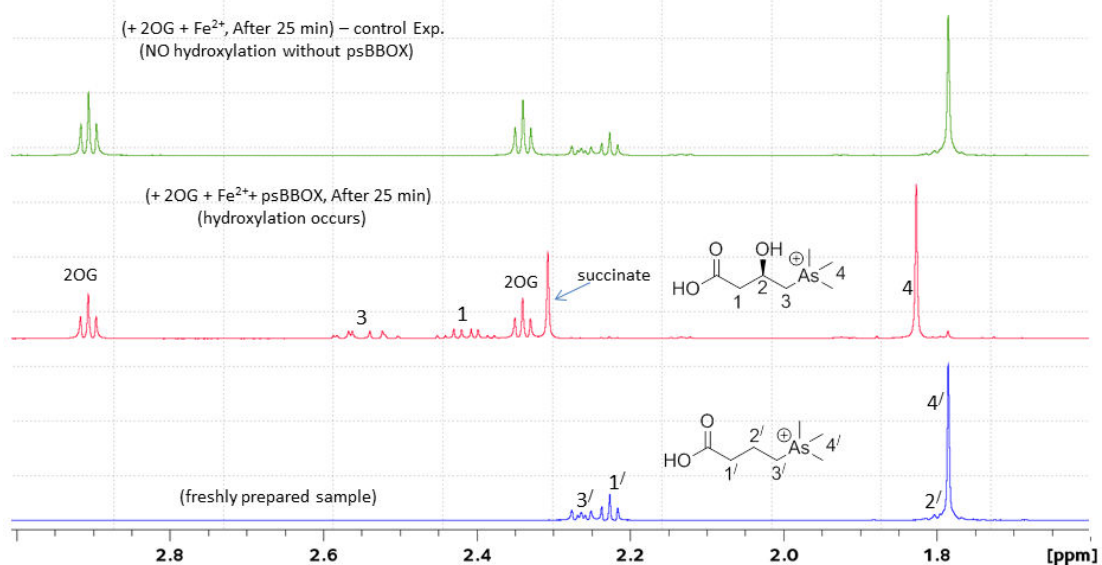 (+ 2OG + Fe²⁺, After 25 min) – control Exp.
(NO hydroxylation without psBBOX)
(+ 2OG + Fe²⁺+ psBBOX, After 25 min)
(hydroxylation occurs)
2OG
3
1
2OG
succinate
O
OH
HO
1
2
3
As
⊕
4
4
O
HO
1/
2/
3/
As
⊕
4/
4/
(freshly prepared sample)
3/
1/
2/
2.8
2.6
2.4
2.2
2.0
1.8
[ppm]